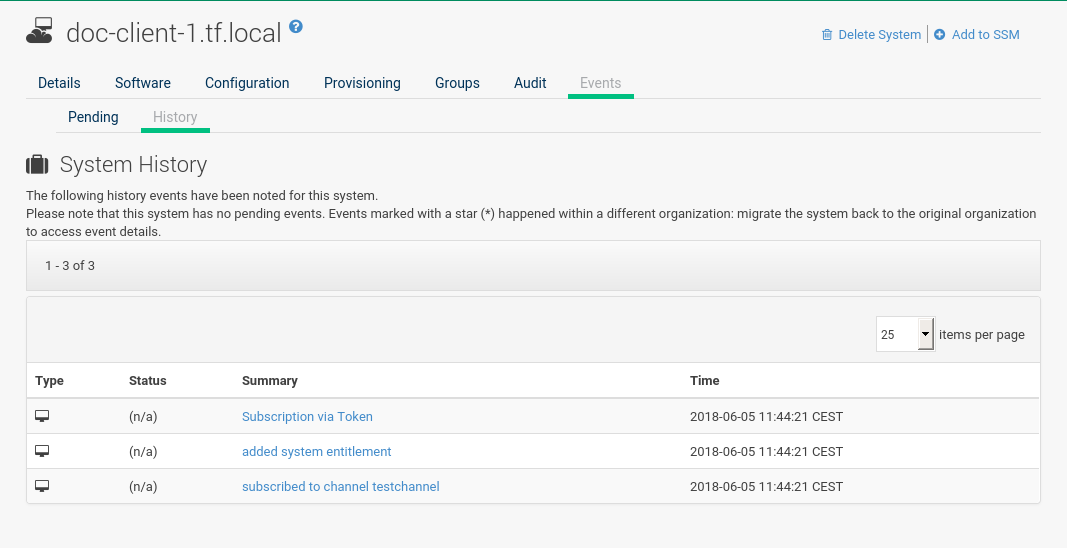 doc-client-1.tf.local ?
Delete System | Add to SSM
Details Software Configuration Provisioning Groups Audit Events
Pending History
System History
The following history events have been noted for this system.
Please note that this system has no pending events. Events marked with a star (*) happened within a different organization: migrate the system back to the original organization
to access event details.
1 - 3 of 3
25 items per page
Type Status Summary Time
(n/a) Subscription via Token 2018-06-05 11:44:21 CEST
(n/a) added system entitlement 2018-06-05 11:44:21 CEST
(n/a) subscribed to channel testchannel 2018-06-05 11:44:21 CEST